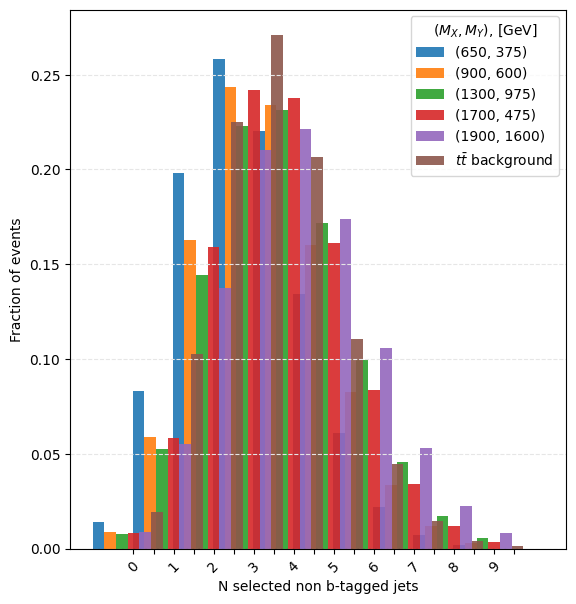 (M_X, M_Y), [GeV]
(650, 375)
(900, 600)
(1300, 975)
(1700, 475)
(1900, 1600)
tt̄ background
Fraction of events
0.25
0.20
0.15
0.10
0.05
0.00
0 1 2 3 4 5 6 7 8 9
N selected non b-tagged jets